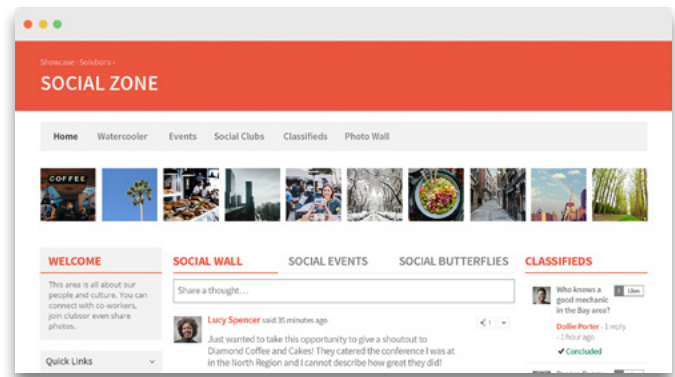 Showcase › Solutions ›
SOCIAL ZONE
Home Watercooler Events Social Clubs Classifieds Photo Wall
COFFEE
WELCOME
This area is all about our
people and culture. You can
connect with co-workers,
join clubsor even share
photos.
Quick Links
SOCIAL WALL SOCIAL EVENTS SOCIAL BUTTERFLIES
Share a thought...
Lucy Spencer said 35 minutes ago
1
Just wanted to take this opportunity to give a shoutout to
Diamond Coffee and Cakes! They catered the conference I was at
in the North Region and I cannot describe how great they did!
CLASSIFIEDS
Who knows a
good mechanic
in the Bay area?
Likes
Dollie Porter - 1 reply
- 1 hour ago
✔ Concluded